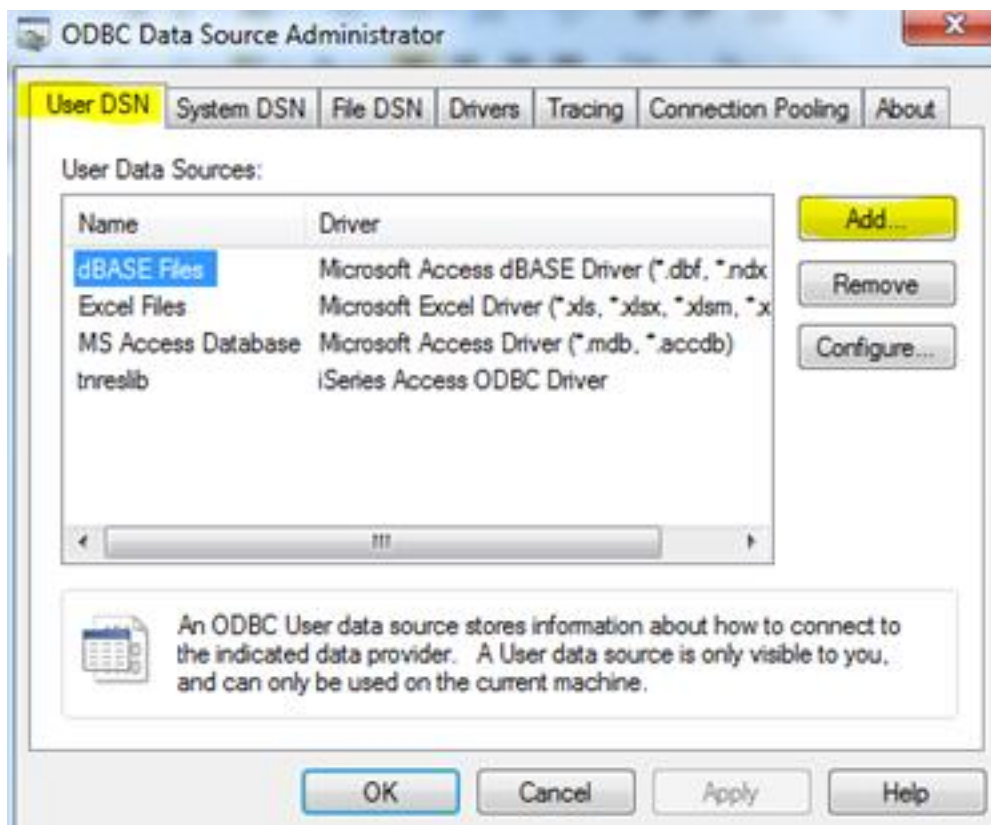 ODBC Data Source Administrator
User DSN System DSN File DSN Drivers Tracing Connection Pooling About
User Data Sources:
Name Driver Add...
dBASE Files Microsoft Access dBASE Driver (*.dbf, *.ndx
Excel Files Microsoft Excel Driver (*.xls, *.xlsx, *.xlsm, *.x
Remove
MS Access Database Microsoft Access Driver (*.mdb, *.accdb) Configure...
tnreslib iSeries Access ODBC Driver
An ODBC User data source stores information about how to connect to
the indicated data provider. A User data source is only visible to you,
and can only be used on the current machine.
OK Cancel Apply Help